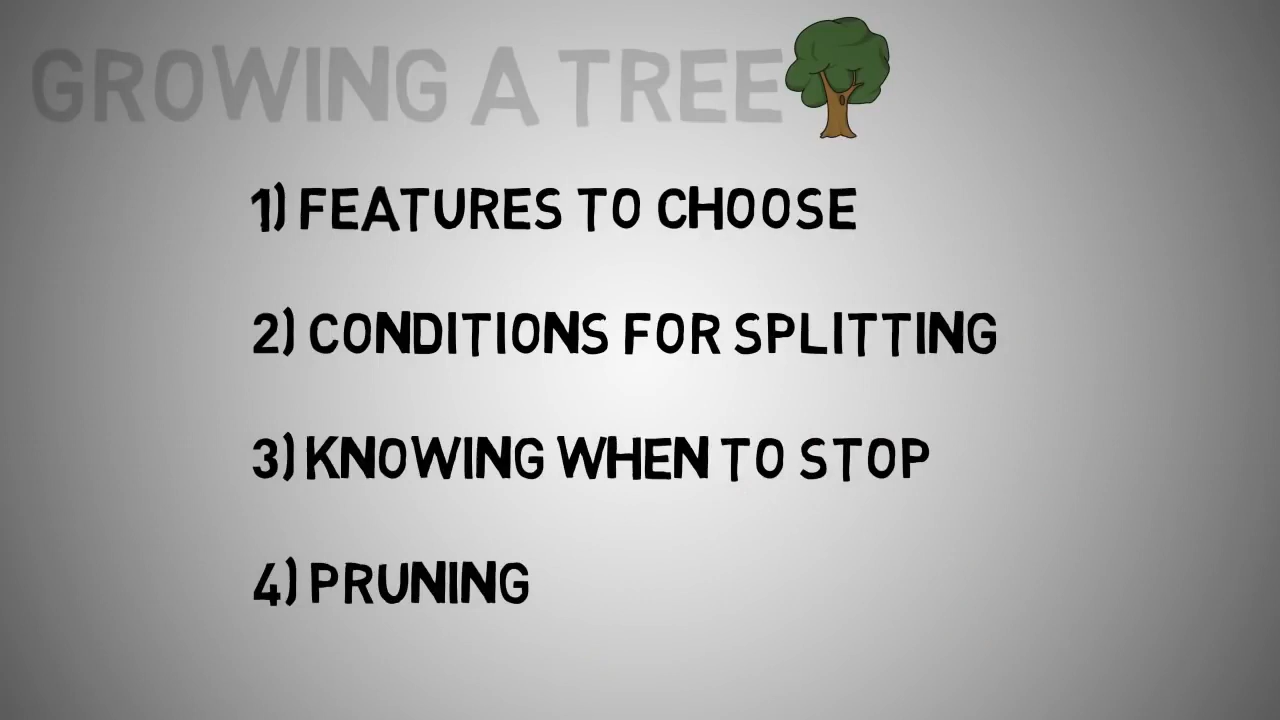 GROWING A TREE
1) FEATURES TO CHOOSE
2) CONDITIONS FOR SPLITTING
3) KNOWING WHEN TO STOP
4) PRUNING